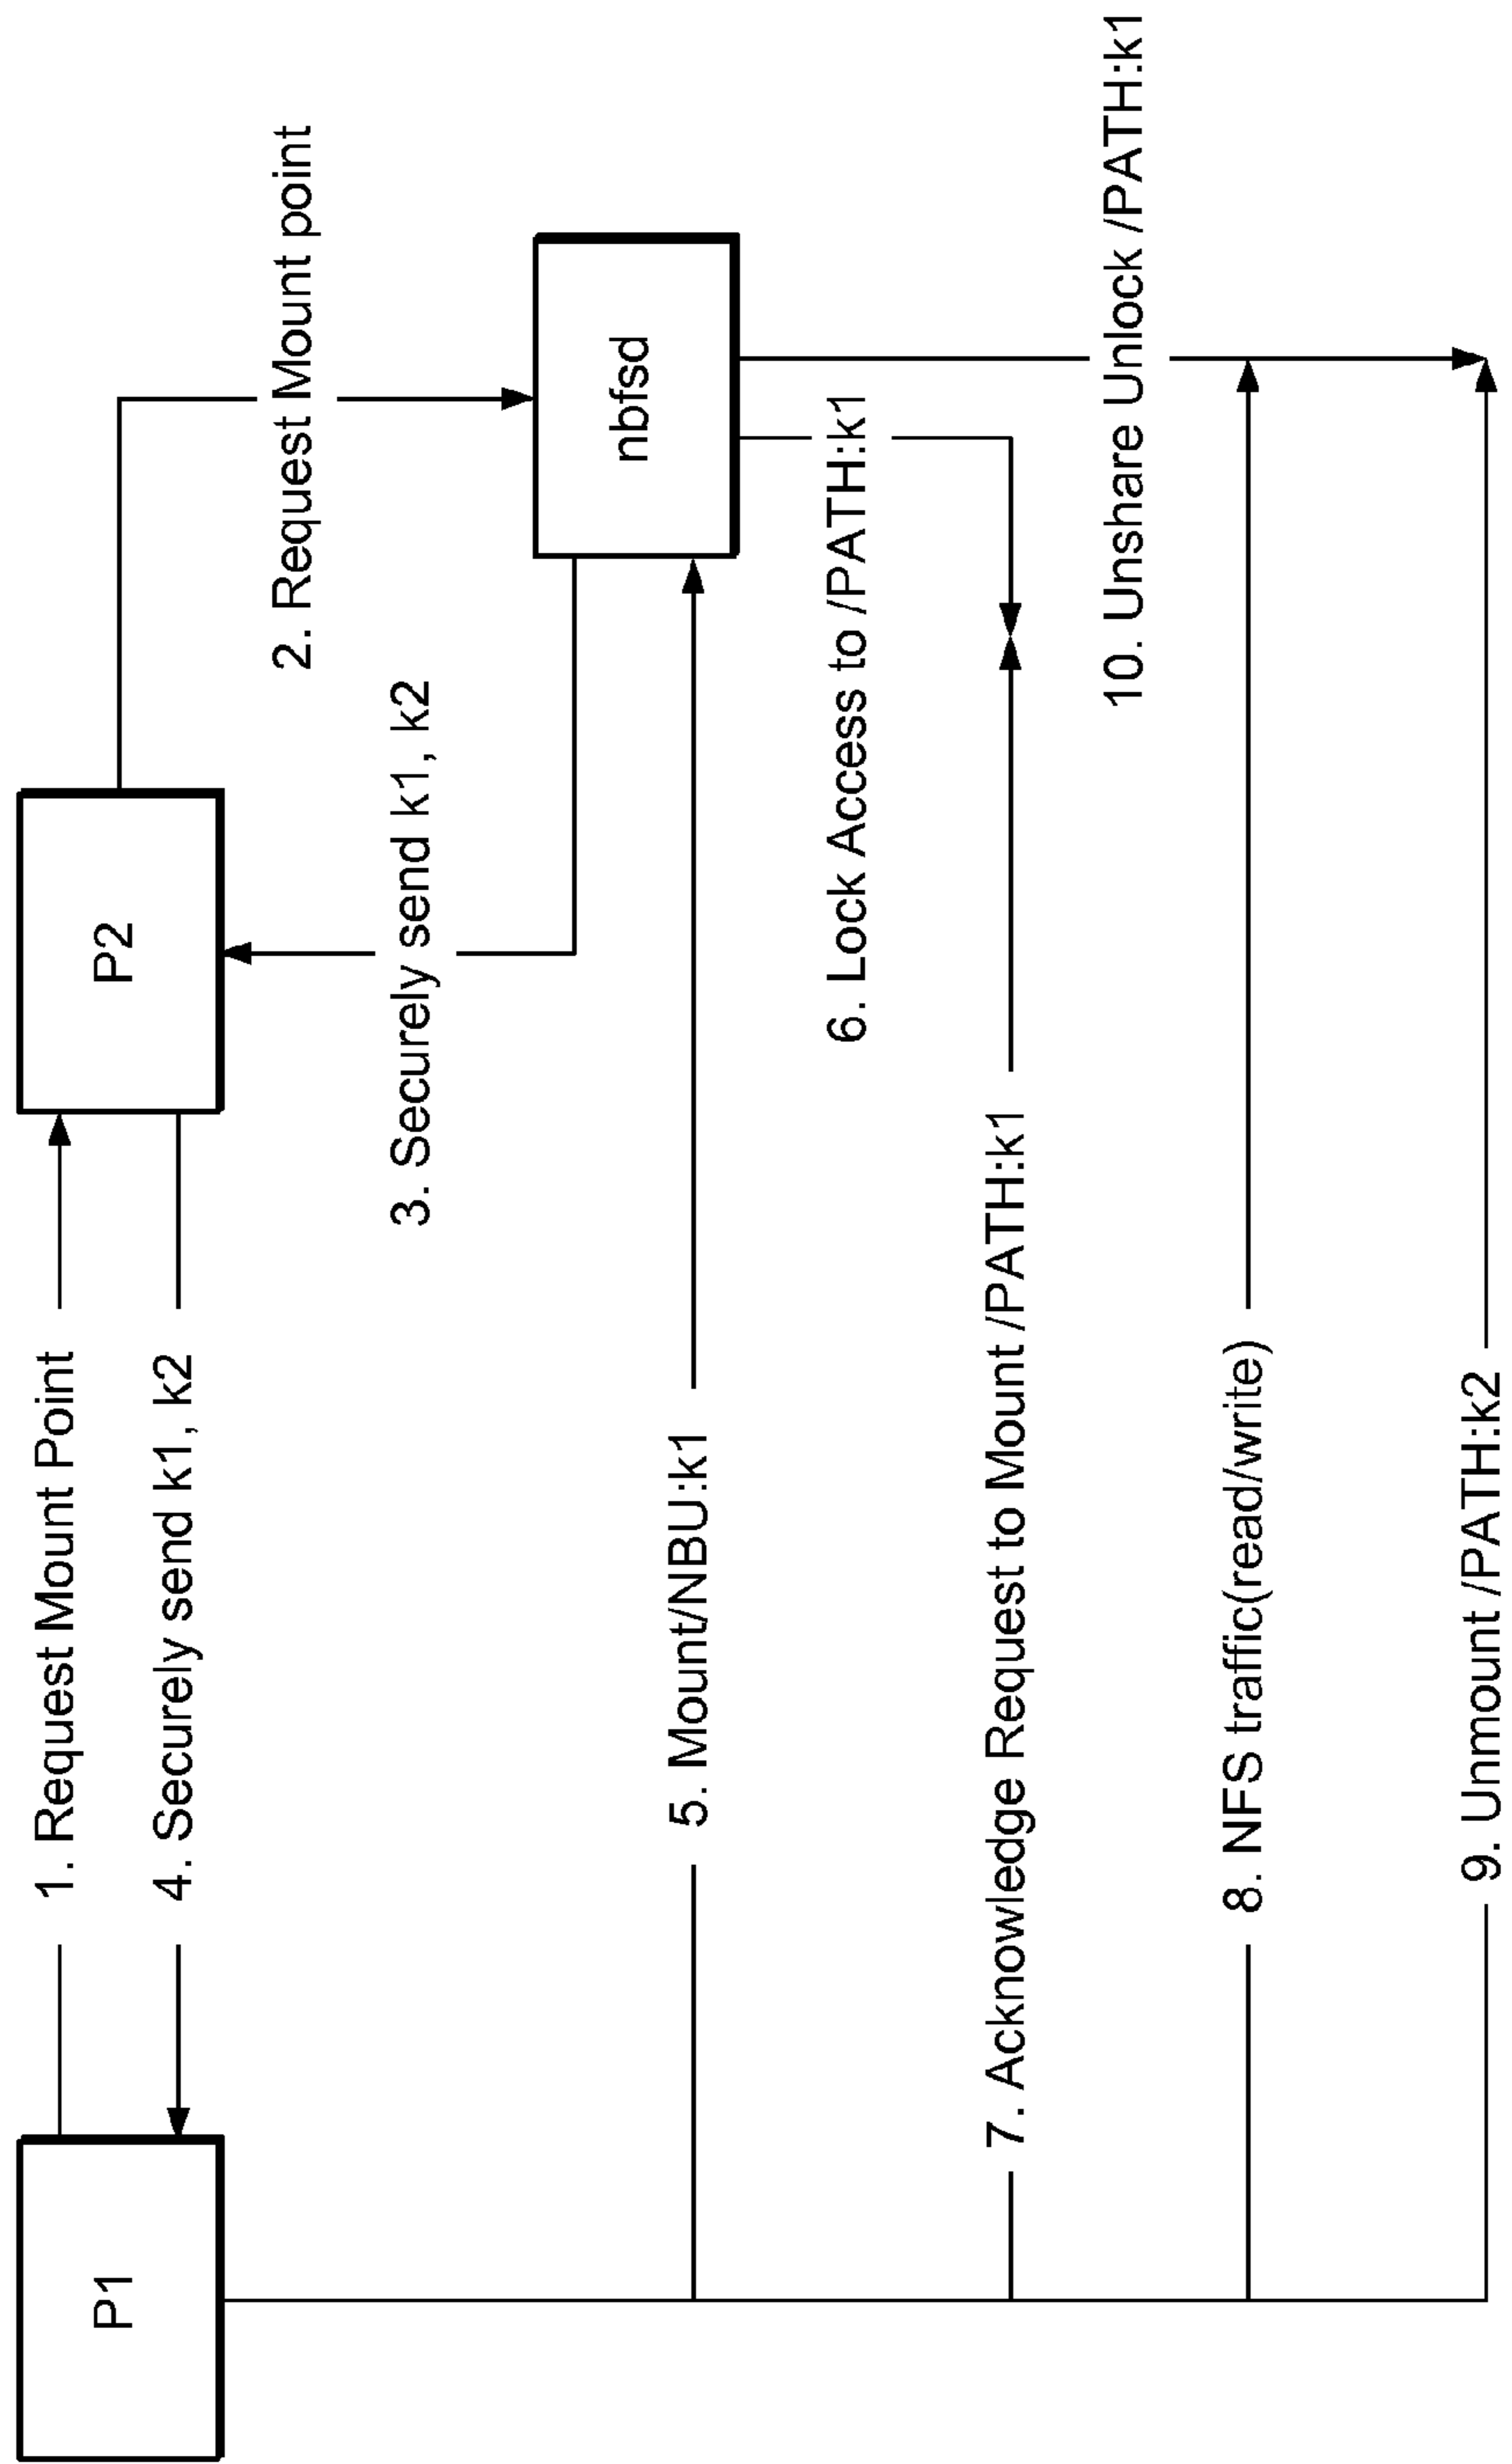 P1
P2
nbfsd
1. Request Mount Point
2. Request Mount point
3. Securely send k1, k2
4. Securely send k1, k2
5. Mount/NBU:k1
6. Lock Access to /PATH:k1
7. Acknowledge Request to Mount /PATH:k1
8. NFS traffic(read/write)
9. Unmount /PATH:k2
10. Unshare Unlock /PATH:k1